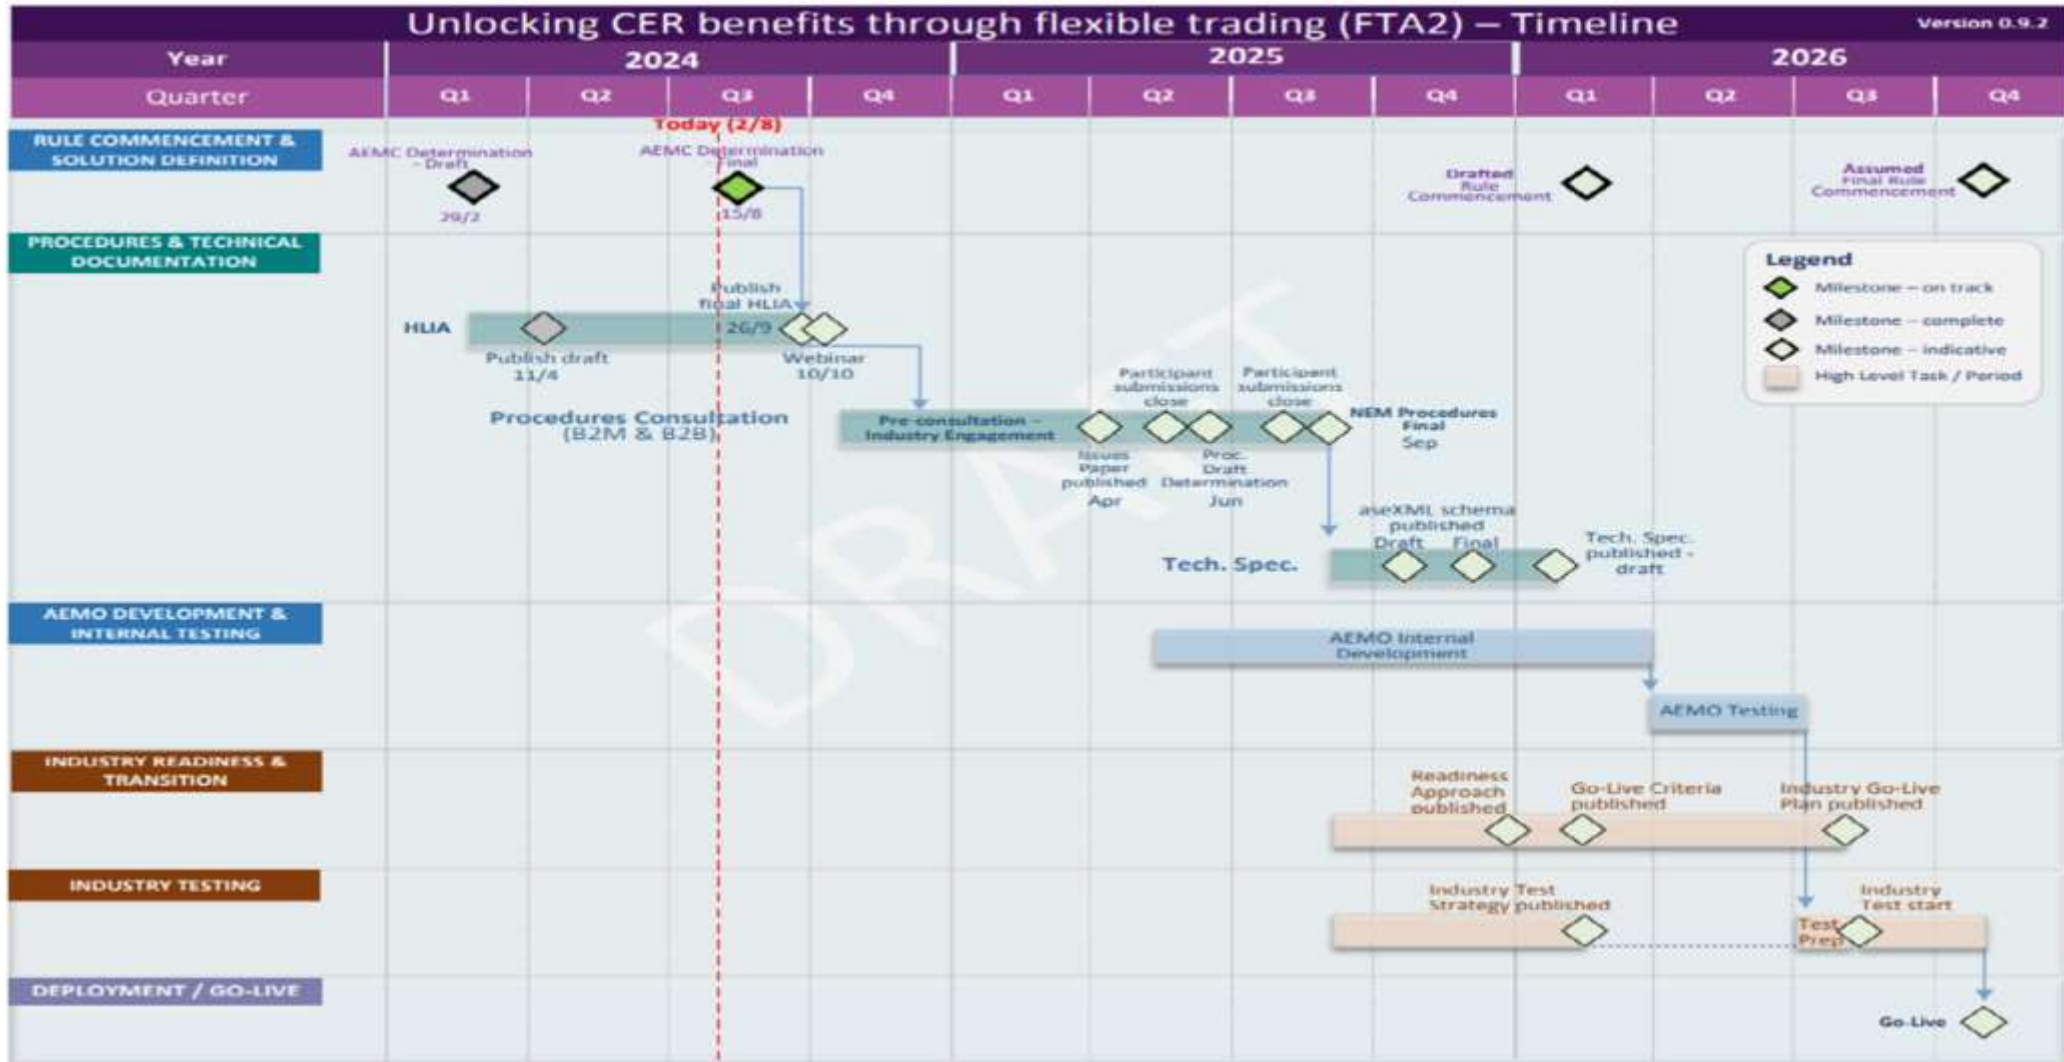 Unlocking CER benefits through flexible trading (FTA2) – Timeline
Version 0.9.2
Year
2024
2025
2026
Quarter
Q1
Q2
Q3
Q4
Q1
Q2
Q3
Q4
Q1
Q2
Q3
Q4
Today (2/8)
RULE COMMENCEMENT &
SOLUTION DEFINITION
AEMC Determination
- Draft
29/2
AEMC Determination
Final
15/8
Drafted
Rule
Commencement
Assumed
Final Rule
Commencement
PROCEDURES & TECHNICAL
DOCUMENTATION
Legend
Milestone – on track
Milestone – complete
Milestone – indicative
High Level Task / Period
Publish
final HLIA
HLIA
26/9
Publish draft
11/4
Webinar
10/10
Participant
submissions
close
Participant
submissions
close
Procedures Consultation
(B2M & B2B)
Pre-consultation –
Industry Engagement
NEM Procedures
Final
Sep
Issues
Paper
published
Apr
Proc.
Draft
Determination
Jun
aseXML schema
published
Draft
Final
Tech. Spec.
Tech. Spec.
published -
draft
DRAFT
AEMO DEVELOPMENT &
INTERNAL TESTING
AEMO Internal
Development
AEMO Testing
INDUSTRY READINESS &
TRANSITION
Readiness
Approach
published
Go-Live Criteria
published
Industry Go-Live
Plan published
INDUSTRY TESTING
Industry Test
Strategy published
Industry
Test start
Test
Prep
DEPLOYMENT / GO-LIVE
Go-Live